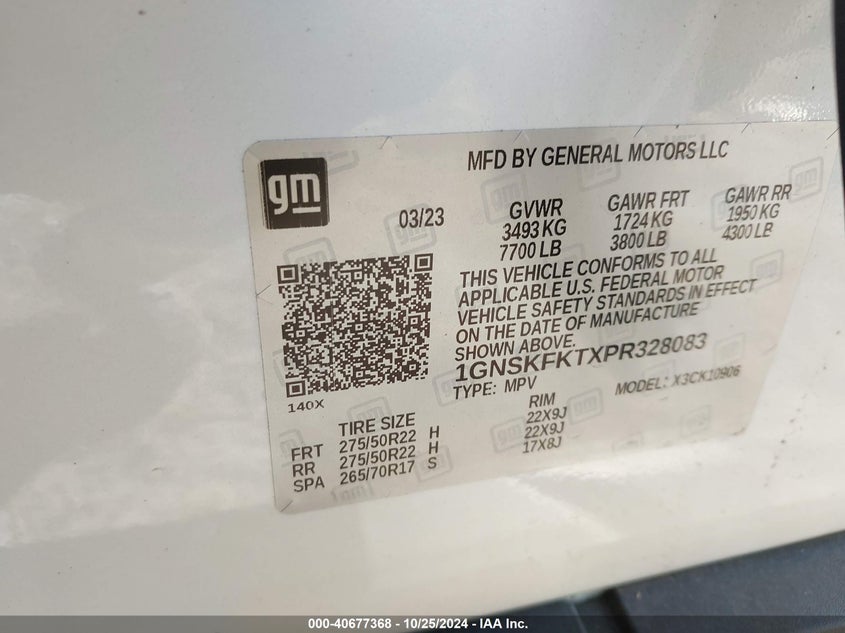 gm
MFD BY GENERAL MOTORS LLC
03/23
GVWR GAWR FRT GAWR RR
3493 KG 1724 KG 1950 KG
7700 LB 3800 LB 4300 LB
THIS VEHICLE CONFORMS TO ALL
APPLICABLE U.S. FEDERAL MOTOR
VEHICLE SAFETY STANDARDS IN EFFECT
ON THE DATE OF MANUFACTURE
SHOWN ABOVE.
1GNSKFKTXPR328083
TYPE: MPV MODEL: X3CK10906
140X
TIRE SIZE RIM
FRT 275/50R22 H 22X9J
RR 275/50R22 H 22X9J
SPA 265/70R17 S 17X8J
000-40677368 - 10/25/2024 - IAA Inc.